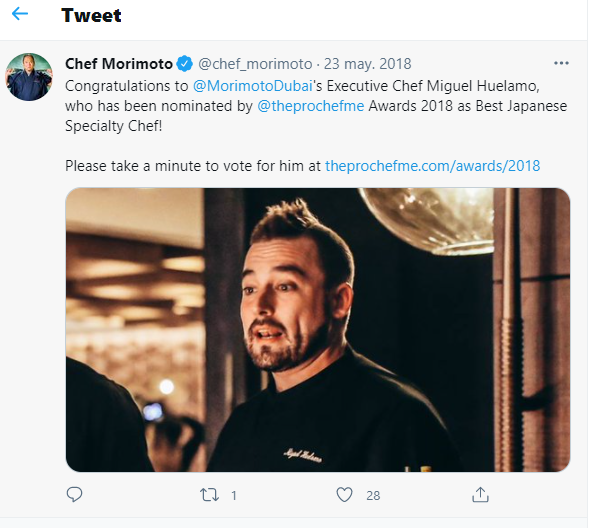 Tweet
Chef Morimoto @chef_morimoto · 23 may. 2018
Congratulations to @MorimotoDubai's Executive Chef Miguel Huelamo,
who has been nominated by @theprochefme Awards 2018 as Best Japanese
Specialty Chef!
Please take a minute to vote for him at theprochefme.com/awards/2018
1 28